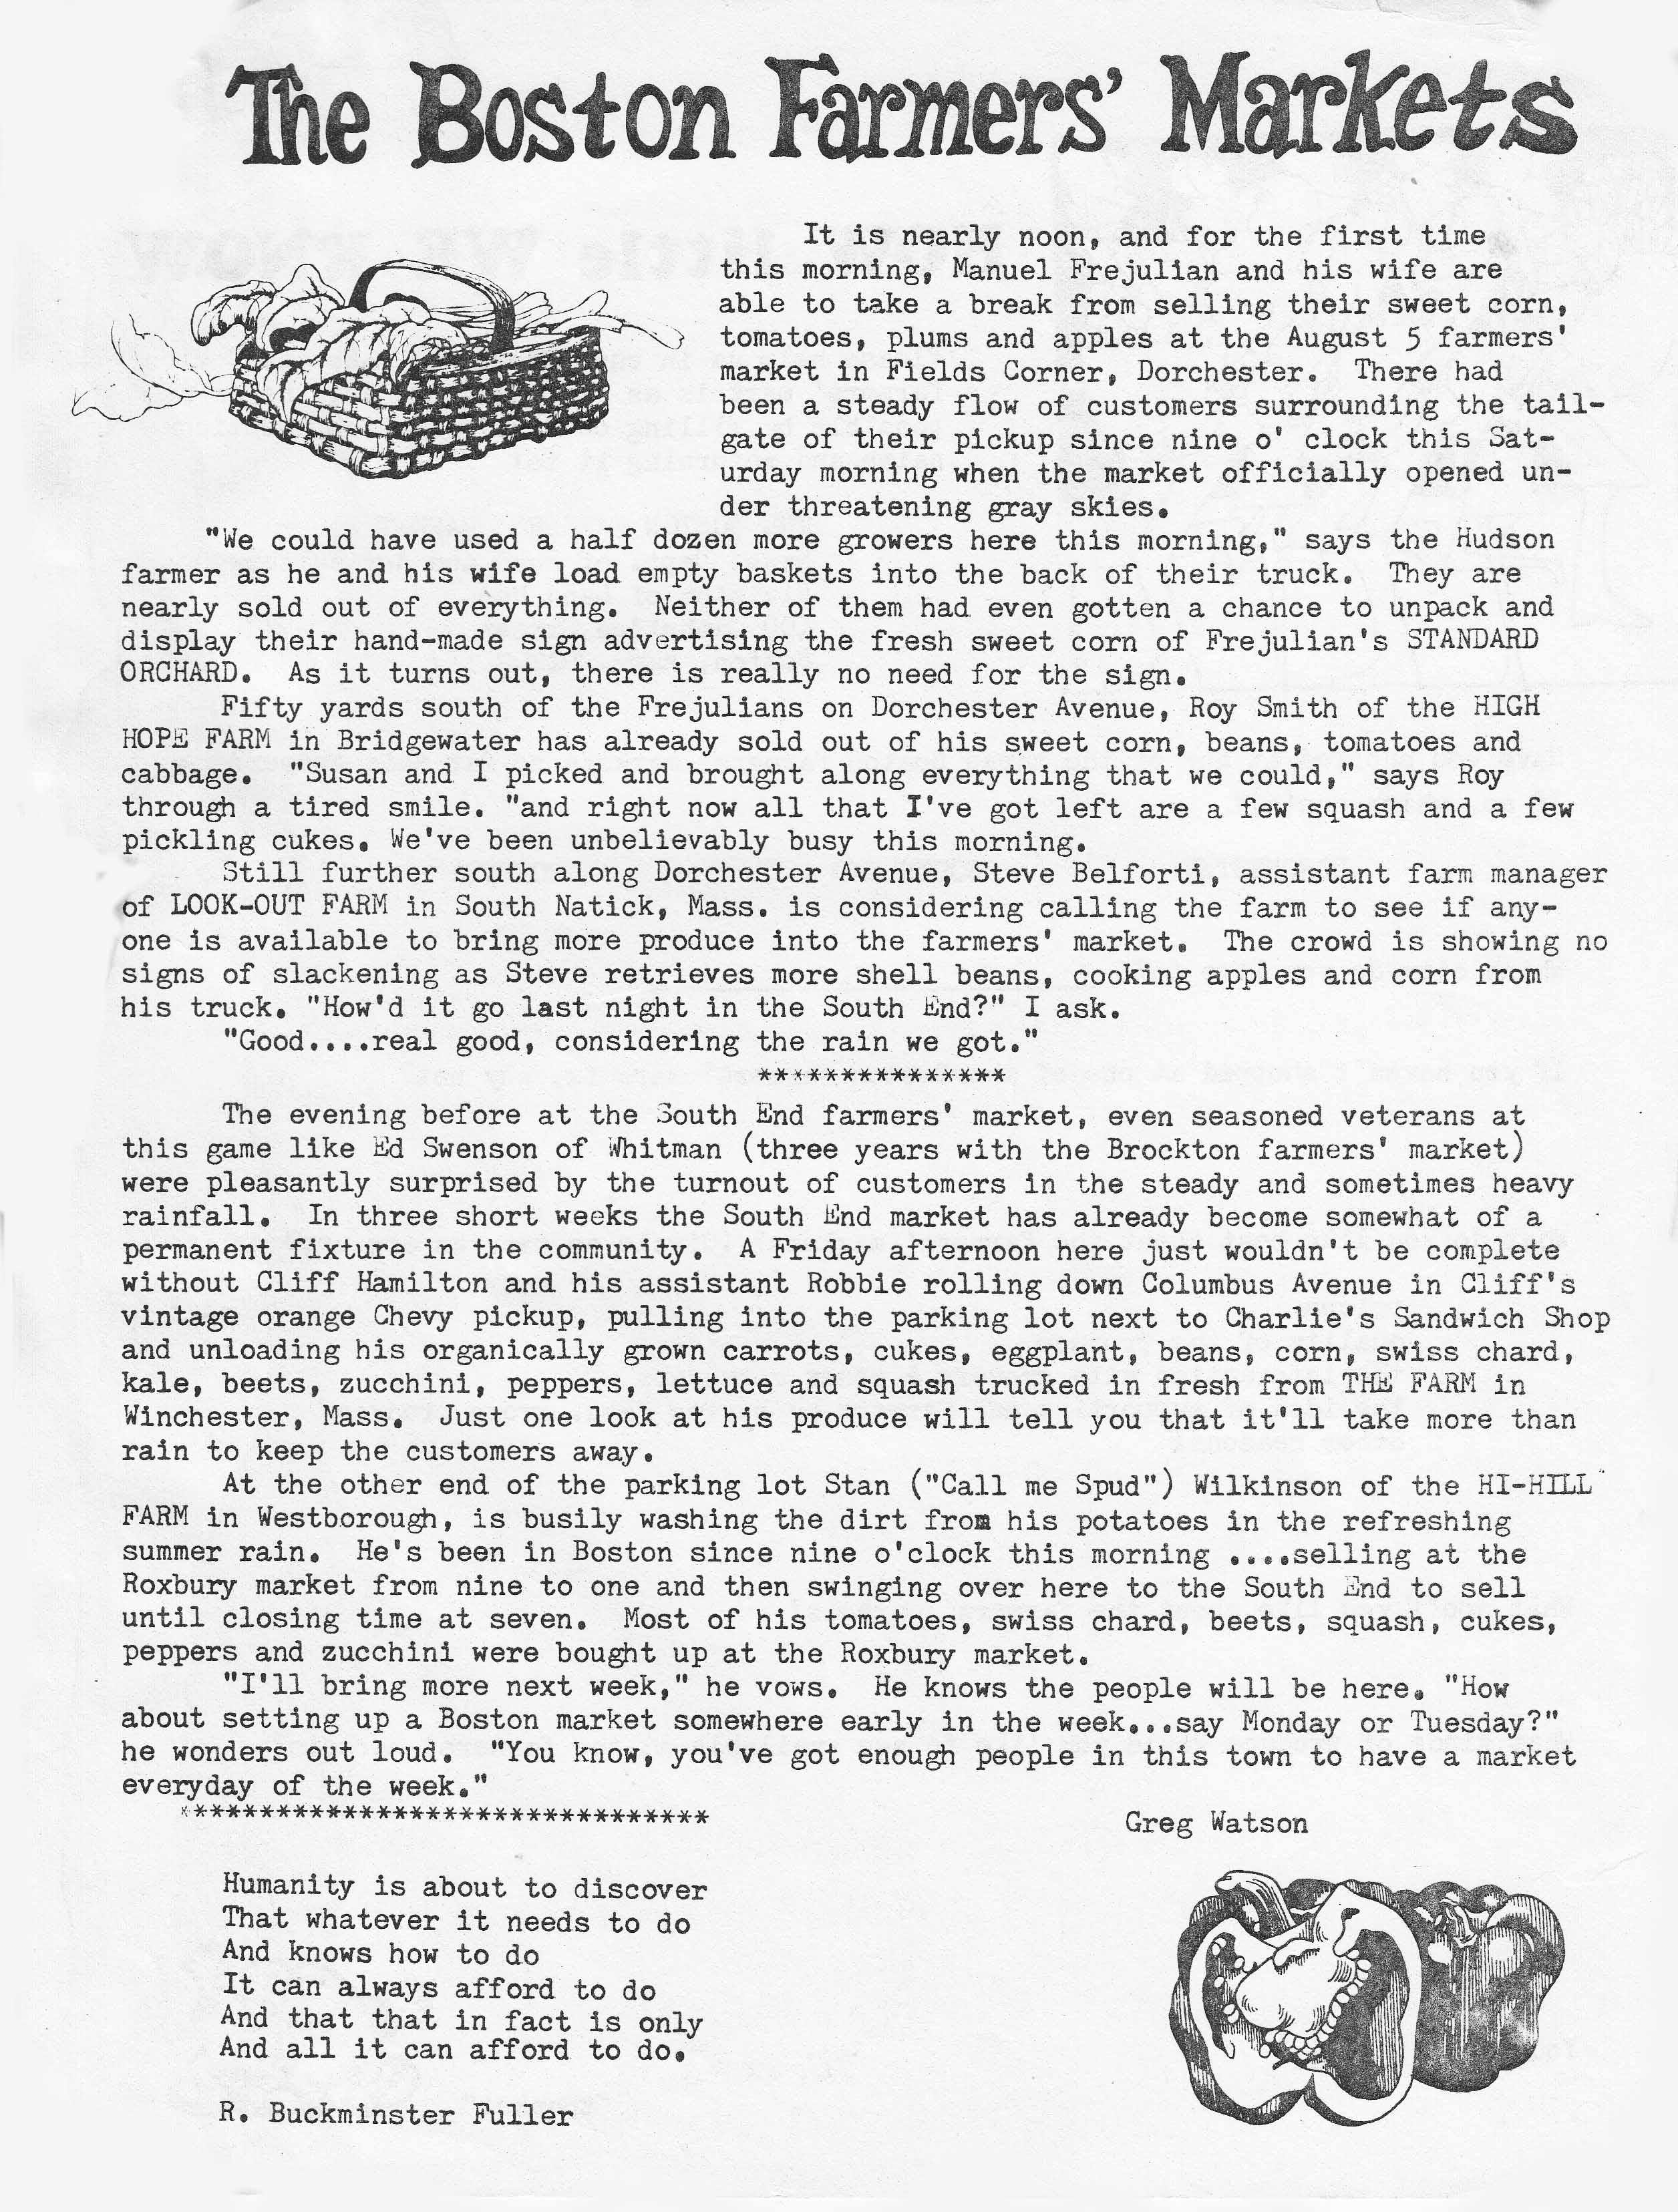 The Boston Farmers' Markets
It is nearly noon, and for the first time
this morning, Manuel Frejulian and his wife are
able to take a break from selling their sweet corn,
tomatoes, plums and apples at the August 5 farmers'
market in Fields Corner, Dorchester.  There had
been a steady flow of customers surrounding the tail-
gate of their pickup since nine o' clock this Sat-
urday morning when the market officially opened un-
der threatening gray skies.
"We could have used a half dozen more growers here this morning," says the Hudson
farmer as he and his wife load empty baskets into the back of their truck.  They are
nearly sold out of everything.  Neither of them had even gotten a chance to unpack and
display their hand-made sign advertising the fresh sweet corn of Frejulian's STANDARD
ORCHARD.  As it turns out, there is really no need for the sign.
Fifty yards south of the Frejulians on Dorchester Avenue, Roy Smith of the HIGH
HOPE FARM in Bridgewater has already sold out of his sweet corn, beans, tomatoes and
cabbage.  "Susan and I picked and brought along everything that we could," says Roy
through a tired smile. "and right now all that I've got left are a few squash and a few
pickling cukes. We've been unbelievably busy this morning.
Still further south along Dorchester Avenue, Steve Belforti, assistant farm manager
of LOOK-OUT FARM in South Natick, Mass. is considering calling the farm to see if any-
one is available to bring more produce into the farmers' market.  The crowd is showing no
signs of slackening as Steve retrieves more shell beans, cooking apples and corn from
his truck. "How'd it go last night in the South End?" I ask.
"Good....real good, considering the rain we got."
***************
The evening before at the South End farmers' market, even seasoned veterans at
this game like Ed Swenson of Whitman (three years with the Brockton farmers' market)
were pleasantly surprised by the turnout of customers in the steady and sometimes heavy
rainfall.  In three short weeks the South End market has already become somewhat of a
permanent fixture in the community.  A Friday afternoon here just wouldn't be complete
without Cliff Hamilton and his assistant Robbie rolling down Columbus Avenue in Cliff's
vintage orange Chevy pickup, pulling into the parking lot next to Charlie's Sandwich Shop
and unloading his organically grown carrots, cukes, eggplant, beans, corn, swiss chard,
kale, beets, zucchini, peppers, lettuce and squash trucked in fresh from THE FARM in
Winchester, Mass.  Just one look at his produce will tell you that it'll take more than
rain to keep the customers away.
At the other end of the parking lot Stan ("Call me Spud") Wilkinson of the HI-HILL
FARM in Westborough, is busily washing the dirt from his potatoes in the refreshing
summer rain.  He's been in Boston since nine o'clock this morning ....selling at the
Roxbury market from nine to one and then swinging over here to the South End to sell
until closing time at seven.  Most of his tomatoes, swiss chard, beets, squash, cukes,
peppers and zucchini were bought up at the Roxbury market.
"I'll bring more next week," he vows.  He knows the people will be here. "How
about setting up a Boston market somewhere early in the week...say Monday or Tuesday?"
he wonders out loud.  "You know, you've got enough people in this town to have a market
everyday of the week."
********************************
Greg Watson
Humanity is about to discover
That whatever it needs to do
And knows how to do
It can always afford to do
And that that in fact is only
And all it can afford to do.
R. Buckminster Fuller